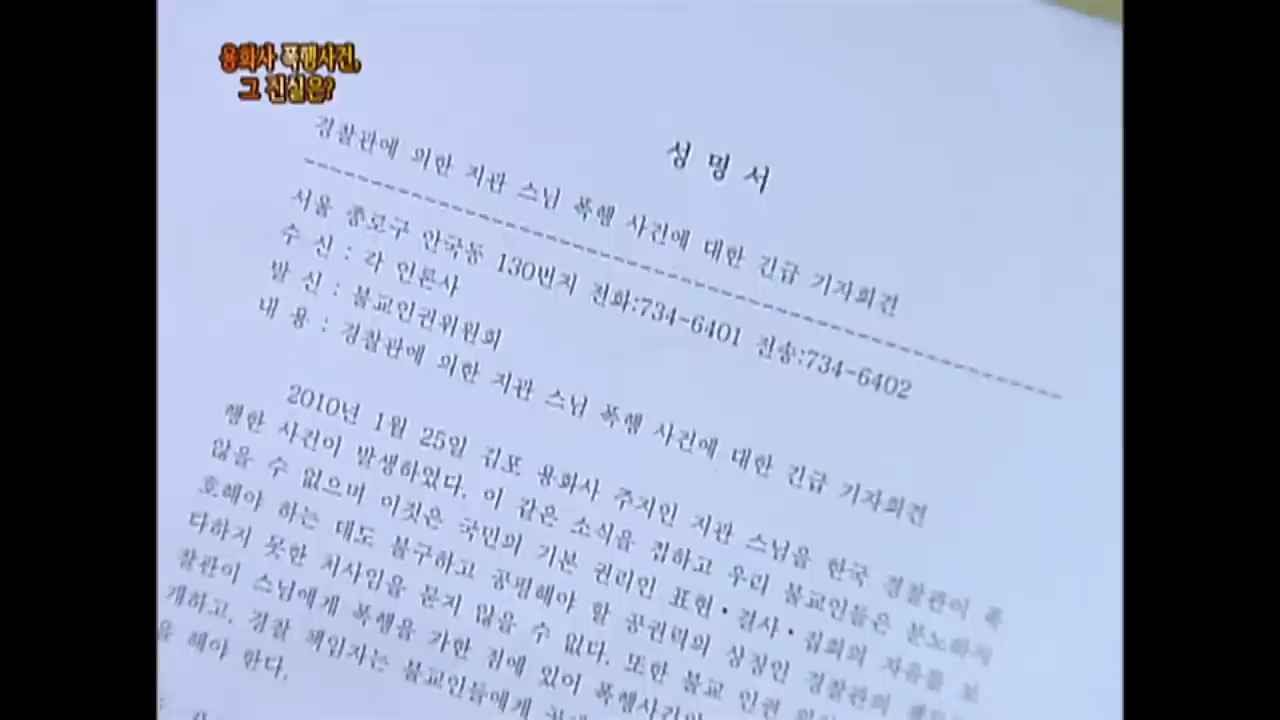 용화사 폭행사건,
그 진실은?
성 명 서
경찰관에 의한 지관 스님 폭행 사건에 대한 긴급 기자회견
서울 종로구 안국동 130번지 전화:734-6401 전송:734-6402
수 신 : 각 언론사
발 신 : 불교인권위원회
내 용 : 경찰관에 의한 지관 스님 폭행 사건에 대한 긴급 기자회견
2010년 1월 25일 김포 용화사 주지인 지관 스님을 한국 경찰관이 폭
행한 사건이 발생하였다. 이 같은 소식을 접하고 우리 불교인들은 분노하지
않을 수 없으며 이것은 국민의 기본 권리인 표현·결사·집회의 자유를 보
호해야 하는 데도 불구하고 공평해야 할 공권력의 상징인 경찰관의
다하지 못한 처사임을 묻지 않을 수 없다. 또한 불교 인권
찰관이 스님에게 폭행을 가한 점에 있어
개하고, 경찰 책임자는 불교인들에게
을 해야 한다.